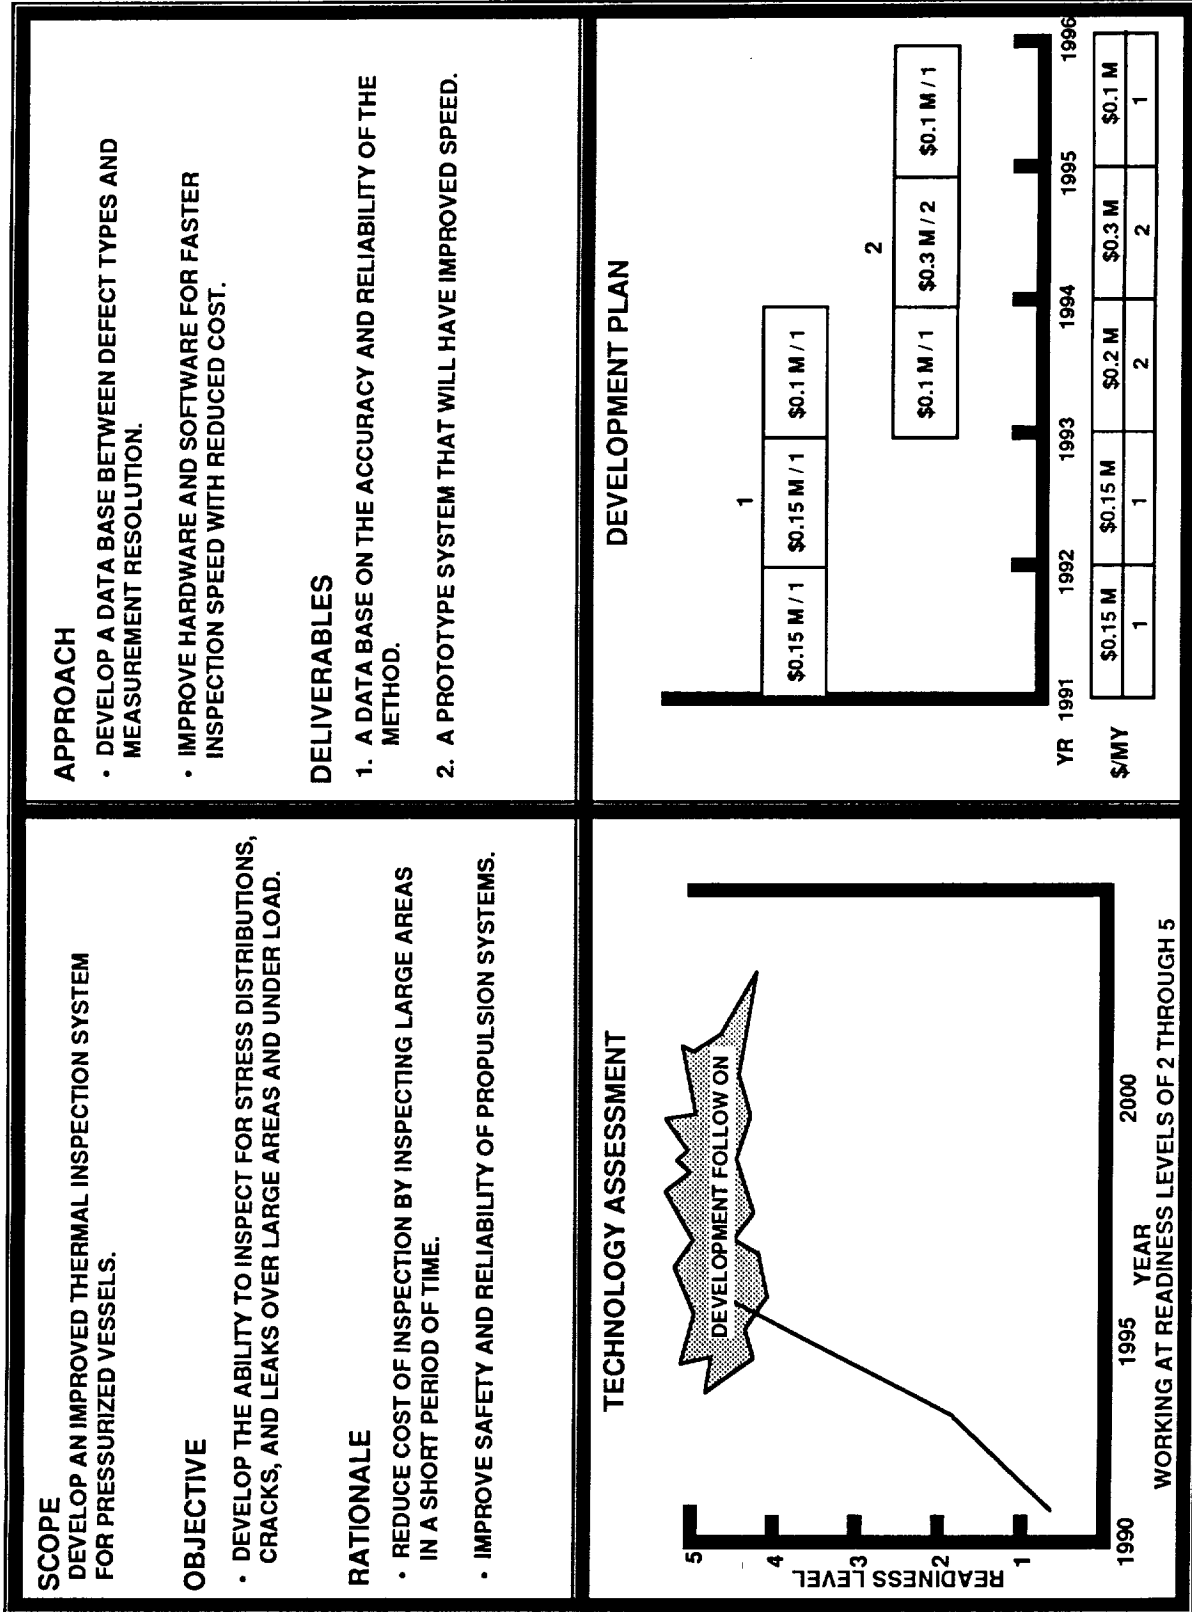 SCOPE
DEVELOP AN IMPROVED THERMAL INSPECTION SYSTEM
FOR PRESSURIZED VESSELS.
OBJECTIVE
• DEVELOP THE ABILITY TO INSPECT FOR STRESS DISTRIBUTIONS,
CRACKS, AND LEAKS OVER LARGE AREAS AND UNDER LOAD.
RATIONALE
• REDUCE COST OF INSPECTION BY INSPECTING LARGE AREAS
IN A SHORT PERIOD OF TIME.
• IMPROVE SAFETY AND RELIABILITY OF PROPULSION SYSTEMS.
APPROACH
• DEVELOP A DATA BASE BETWEEN DEFECT TYPES AND
MEASUREMENT RESOLUTION.
• IMPROVE HARDWARE AND SOFTWARE FOR FASTER
INSPECTION SPEED WITH REDUCED COST.
DELIVERABLES
1. A DATA BASE ON THE ACCURACY AND RELIABILITY OF THE
METHOD.
2. A PROTOTYPE SYSTEM THAT WILL HAVE IMPROVED SPEED.
TECHNOLOGY ASSESSMENT
READINESS LEVEL
5
4
3
2
1
DEVELOPMENT FOLLOW ON
1990 1995 2000
YEAR
WORKING AT READINESS LEVELS OF 2 THROUGH 5
DEVELOPMENT PLAN
1
$0.15 M / 1 $0.15 M / 1 $0.1 M / 1
2
$0.1 M / 1 $0.3 M / 2 $0.1 M / 1
YR 1991 1992 1993 1994 1995 1996
$/MY $0.15 M $0.15 M $0.2 M $0.3 M $0.1 M
1 1 2 2 1